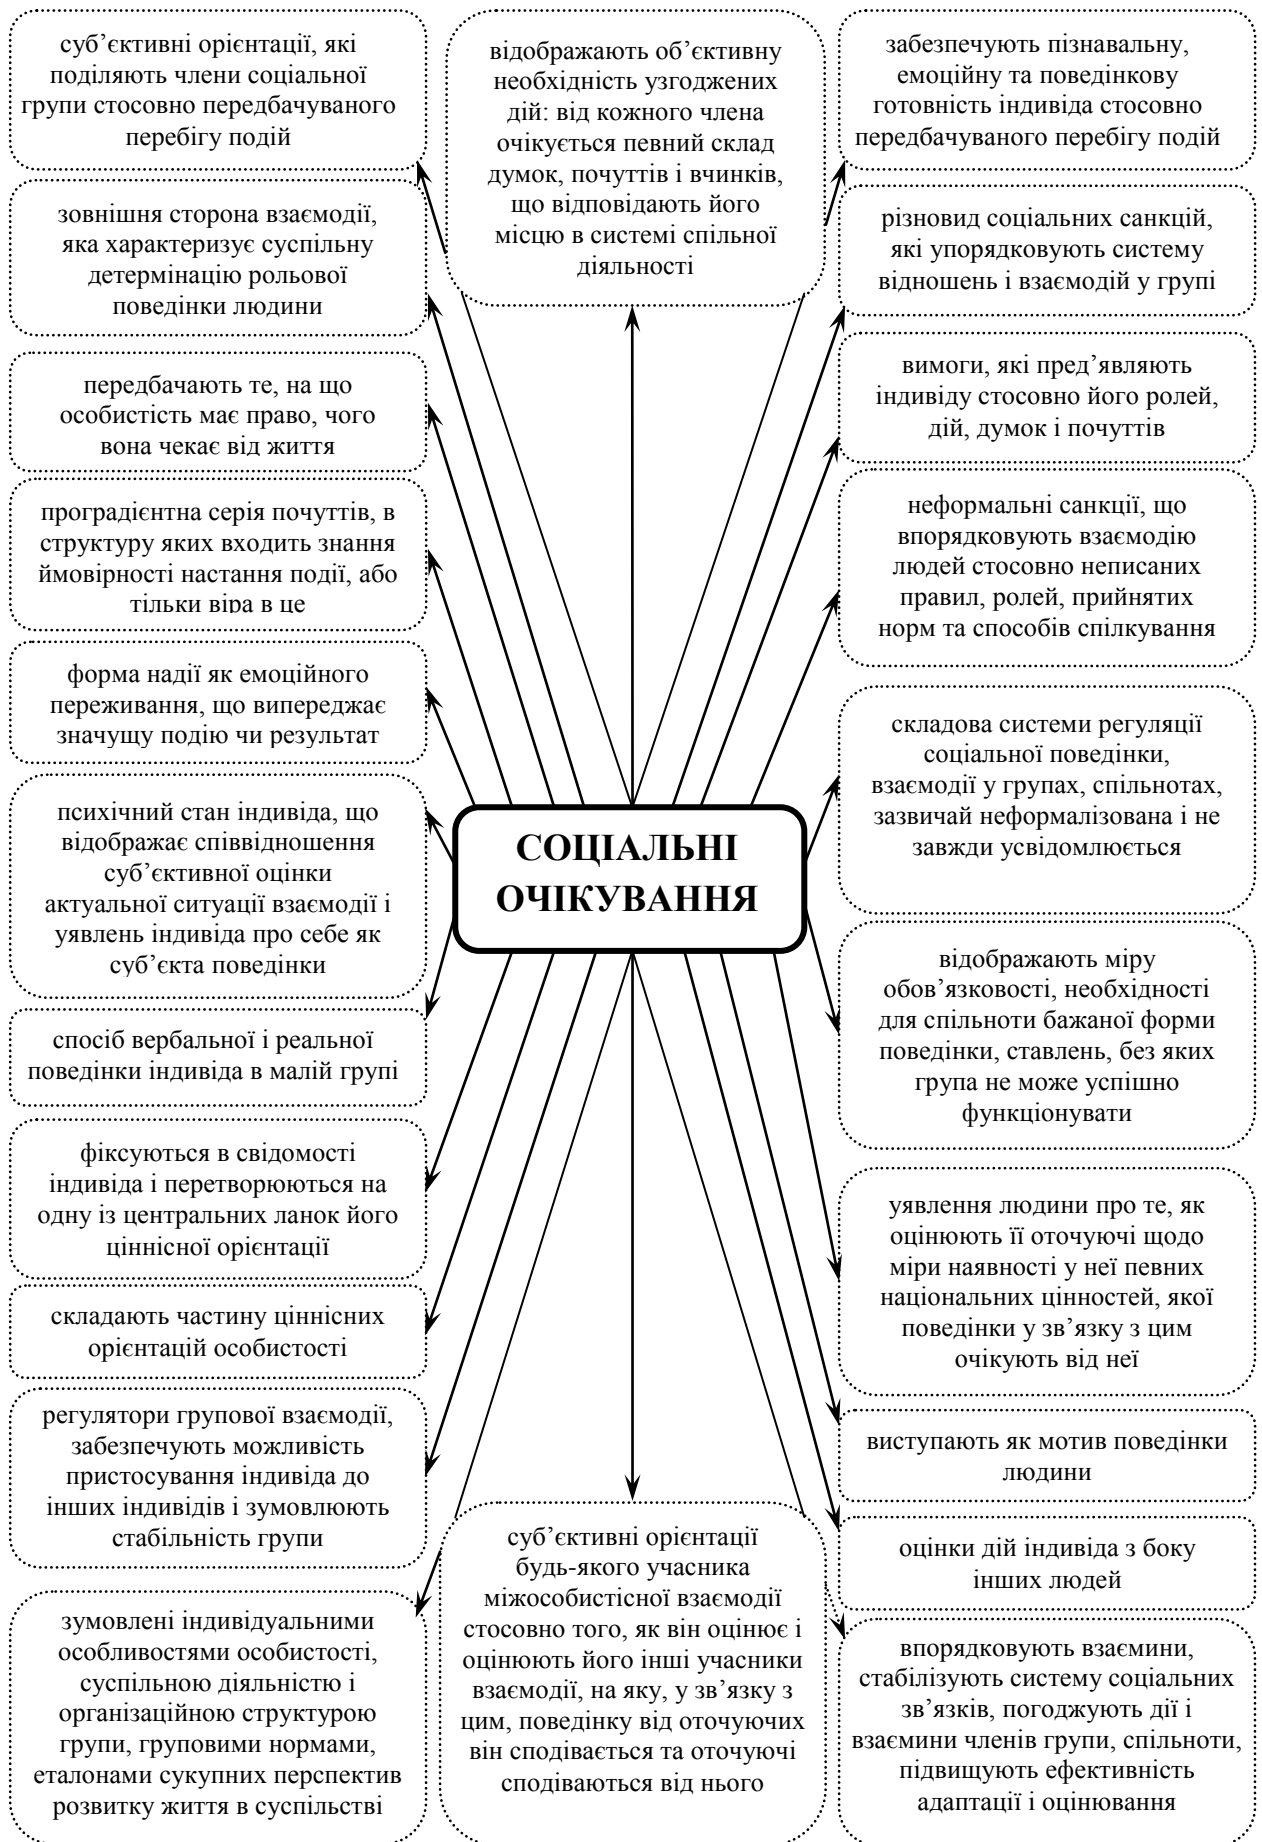 суб’єктивні орієнтації, які
поділяють члени соціальної
групи стосовно передбачуваного
перебігу подій
зовнішня сторона взаємодії,
яка характеризує суспільну
детермінацію рольової
поведінки людини
передбачають те, на що
особистість має право, чого
вона чекає від життя
проградієнтна серія почуттів, в
структуру яких входить знання
ймовірності настання події, або
тільки віра в це
форма надії як емоційного
переживання, що випереджає
значущу подію чи результат
психічний стан індивіда, що
відображає співвідношення
суб’єктивної оцінки
актуальної ситуації взаємодії і
уявлень індивіда про себе як
суб’єкта поведінки
спосіб вербальної і реальної
поведінки індивіда в малій групі
фіксуються в свідомості
індивіда і перетворюються на
одну із центральних ланок його
ціннісної орієнтації
складають частину ціннісних
орієнтацій особистості
регулятори групової взаємодії,
забезпечують можливість
пристосування індивіда до
інших індивідів і зумовлюють
стабільність групи
зумовлені індивідуальними
особливостями особистості,
суспільною діяльністю і
організаційною структурою
групи, груповими нормами,
еталонами сукупних перспектив
розвитку життя в суспільстві
відображають об’єктивну
необхідність узгоджених
дій: від кожного члена
очікується певний склад
думок, почуттів і вчинків,
що відповідають його
місцю в системі спільної
діяльності
СОЦІАЛЬНІ
ОЧІКУВАННЯ
суб’єктивні орієнтації
будь-якого учасника
міжособистісної взаємодії
стосовно того, як він оцінює і
оцінюють його інші учасники
взаємодії, на яку, у зв’язку з
цим, поведінку від оточуючих
він сподівається та оточуючі
сподіваються від нього
забезпечують пізнавальну,
емоційну та поведінкову
готовність індивіда стосовно
передбачуваного перебігу подій
різновид соціальних санкцій,
які упорядковують систему
відношень і взаємодій у групі
вимоги, які пред’являють
індивіду стосовно його ролей,
дій, думок і почуттів
неформальні санкції, що
впорядковують взаємодію
людей стосовно неписаних
правил, ролей, прийнятих
норм та способів спілкування
складова системи регуляції
соціальної поведінки,
взаємодії у групах, спільнотах,
зазвичай неформалізована і не
завжди усвідомлюється
відображають міру
обов’язковості, необхідності
для спільноти бажаної форми
поведінки, ставлень, без яких
група не може успішно
функціонувати
уявлення людини про те, як
оцінюють її оточуючі щодо
міри наявності у неї певних
національних цінностей, якої
поведінки у зв’язку з цим
очікують від неї
виступають як мотив поведінки
людини
оцінки дій індивіда з боку
інших людей
впорядковують взаємини,
стабілізують систему соціальних
зв’язків, погоджують дії і
взаємини членів групи, спільноти,
підвищують ефективність
адаптації і оцінювання